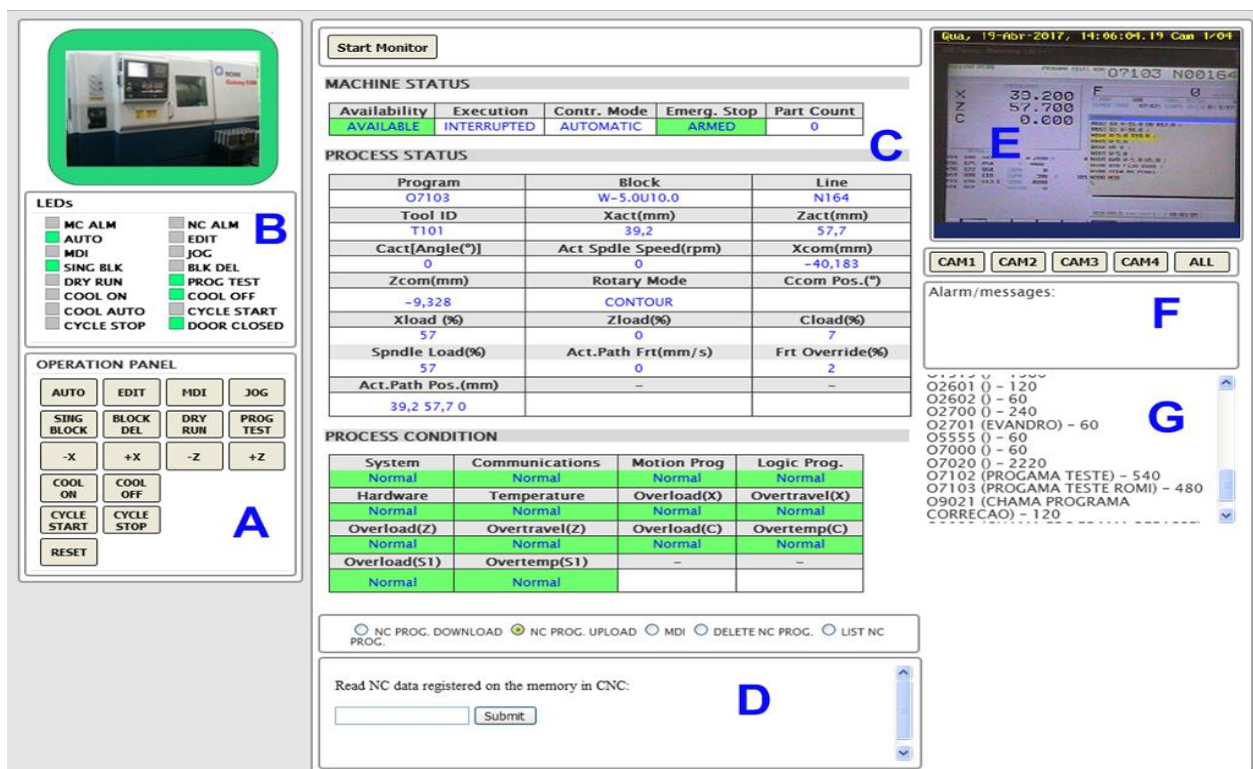 ROMI
Galaxy 10M
LEDs
MC ALM NC ALM
AUTO EDIT
MDI JOG
SING BLK BLK DEL
DRY RUN PROG TEST
COOL ON COOL OFF
COOL AUTO CYCLE START
CYCLE STOP DOOR CLOSED
B
OPERATION PANEL
AUTO EDIT MDI JOG
SING BLOCK BLOCK DEL DRY RUN PROG TEST
-X +X -Z +Z
COOL ON COOL OFF
CYCLE START CYCLE STOP
RESET
A
Start Monitor
MACHINE STATUS
Availability Execution Contr. Mode Emerg. Stop Part Count
AVAILABLE INTERRUPTED AUTOMATIC ARMED 0
C
PROCESS STATUS
Program Block Line
O7103 W-5.0U10.0 N164
Tool ID Xact(mm) Zact(mm)
T101 39,2 57,7
Cact[Angle(º)] Act Spdle Speed(rpm) Xcom(mm)
0 0 -40,183
Zcom(mm) Rotary Mode Ccom Pos.(º)
-9,328 CONTOUR
Xload (%) Zload(%) Cload(%)
57 0 7
Spndle Load(%) Act.Path Frt(mm/s) Frt Override(%)
57 0 2
Act.Path Pos.(mm) - -
39,2 57,7 0
PROCESS CONDITION
System Communications Motion Prog Logic Prog.
Normal Normal Normal Normal
Hardware Temperature Overload(X) Overtravel(X)
Normal Normal Normal Normal
Overload(Z) Overtravel(Z) Overload(C) Overtemp(C)
Normal Normal Normal Normal
Overload(S1) Overtemp(S1) - -
Normal Normal
NC PROG. DOWNLOAD NC PROG. UPLOAD MDI DELETE NC PROG. LIST NC
PROG.
Read NC data registered on the memory in CNC:
Submit
D
Qua, 19-Abr-2017, 14:06:04.19 Cam 1/04
O7103 N00164
X 39.200
Z 57.700
C 0.000
F 0
E
CAM1 CAM2 CAM3 CAM4 ALL
Alarm/messages:
F
O2601 () - 120
O2602 () - 60
O2700 () - 240
O2701 (EVANDRO) - 60
O5555 () - 60
O7000 () - 60
O7020 () - 2220
O7102 (PROGAMA TESTE) - 540
O7103 (PROGAMA TESTE ROMI) - 480
O9021 (CHAMA PROGRAMA
CORRECAO) - 120
G